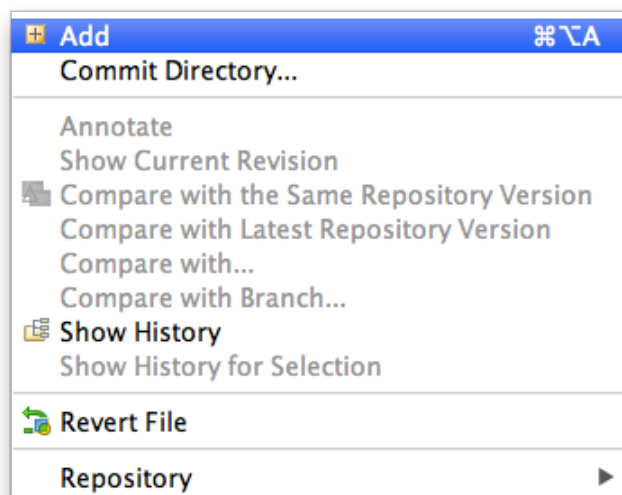 Add ⌘⌥A
Commit Directory...
Annotate
Show Current Revision
Compare with the Same Repository Version
Compare with Latest Repository Version
Compare with...
Compare with Branch...
Show History
Show History for Selection
Revert File
Repository